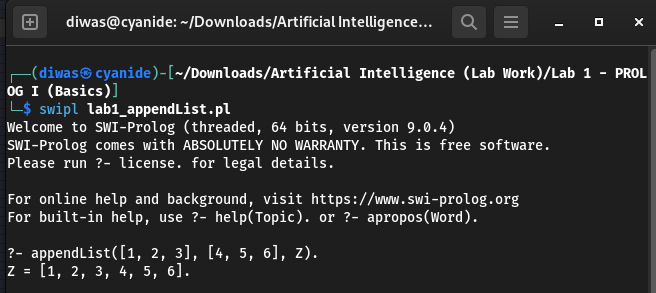 diwas@cyanide: ~/Downloads/Artificial Intelligence...
┌──(diwas㉿cyanide)-[~/Downloads/Artificial Intelligence (Lab Work)/Lab 1 - PROL
OG I (Basics)]
└─$ swipl lab1_appendList.pl
Welcome to SWI-Prolog (threaded, 64 bits, version 9.0.4)
SWI-Prolog comes with ABSOLUTELY NO WARRANTY. This is free software.
Please run ?- license. for legal details.
For online help and background, visit https://www.swi-prolog.org
For built-in help, use ?- help(Topic). or ?- apropos(Word).
?- appendList([1, 2, 3], [4, 5, 6], Z).
Z = [1, 2, 3, 4, 5, 6].